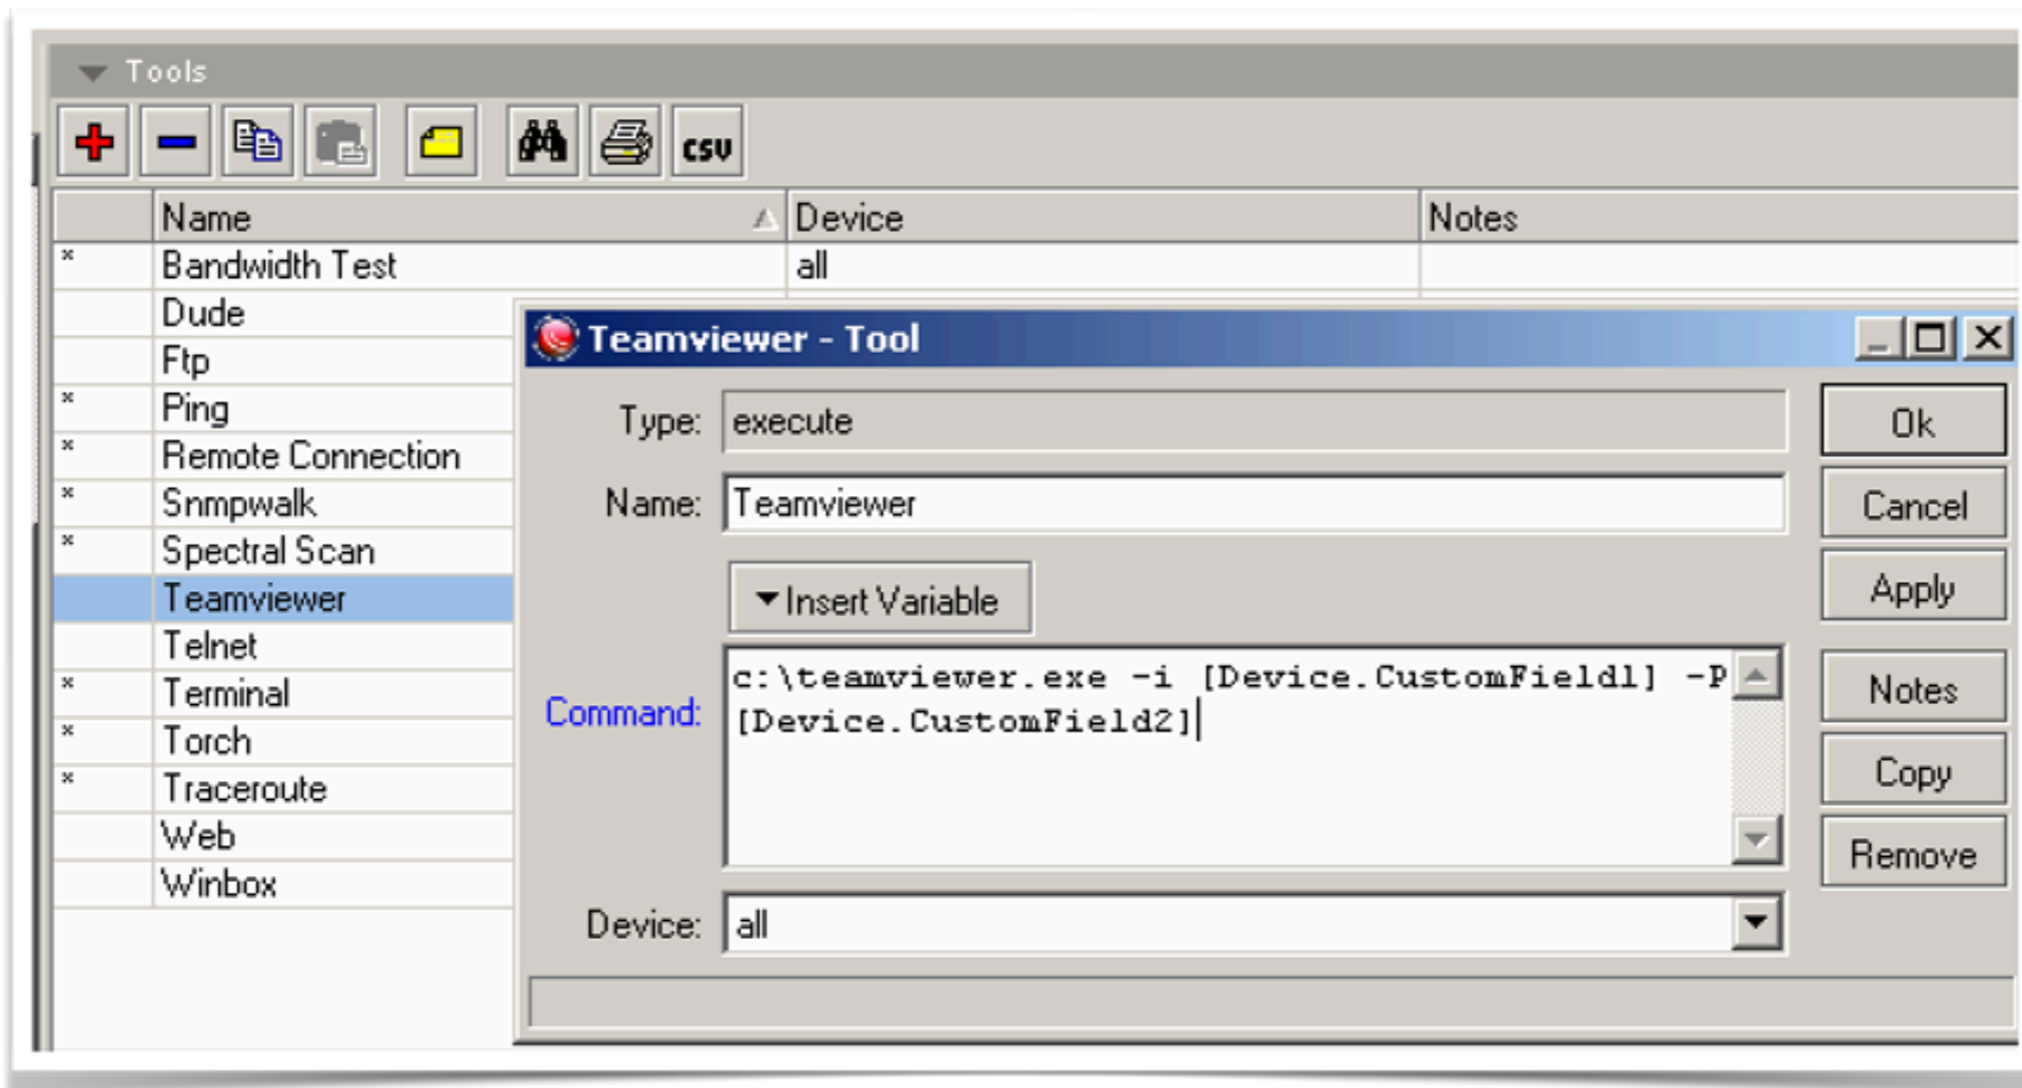 Tools
csv
Name Device Notes
* Bandwidth Test all
Dude
Ftp
* Ping
* Remote Connection
* Snmpwalk
* Spectral Scan
Teamviewer
Telnet
* Terminal
* Torch
* Traceroute
Web
Winbox
Teamviewer - Tool
Type: execute
Name: Teamviewer
Insert Variable
Command: c:\teamviewer.exe -i [Device.CustomField1] -P
[Device.CustomField2]
Device: all
Ok
Cancel
Apply
Notes
Copy
Remove